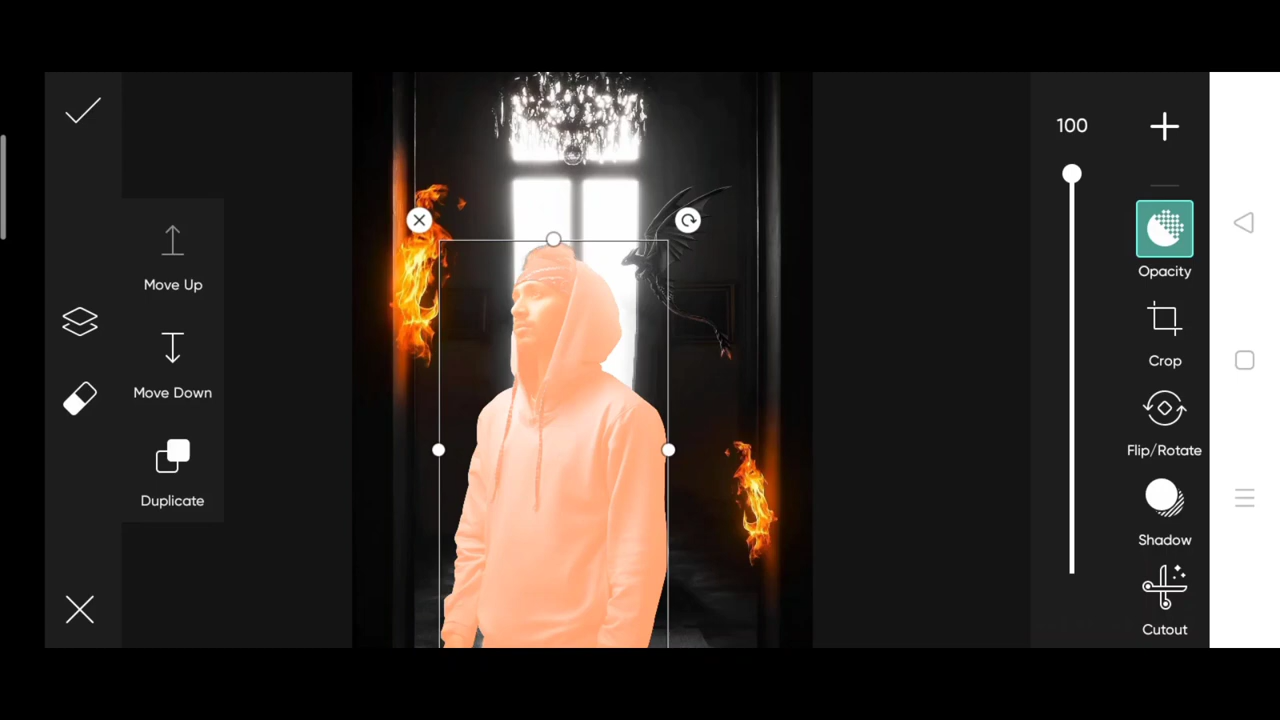 100
Move Up
Move Down
Duplicate
Opacity
Crop
Flip/Rotate
Shadow
Cutout